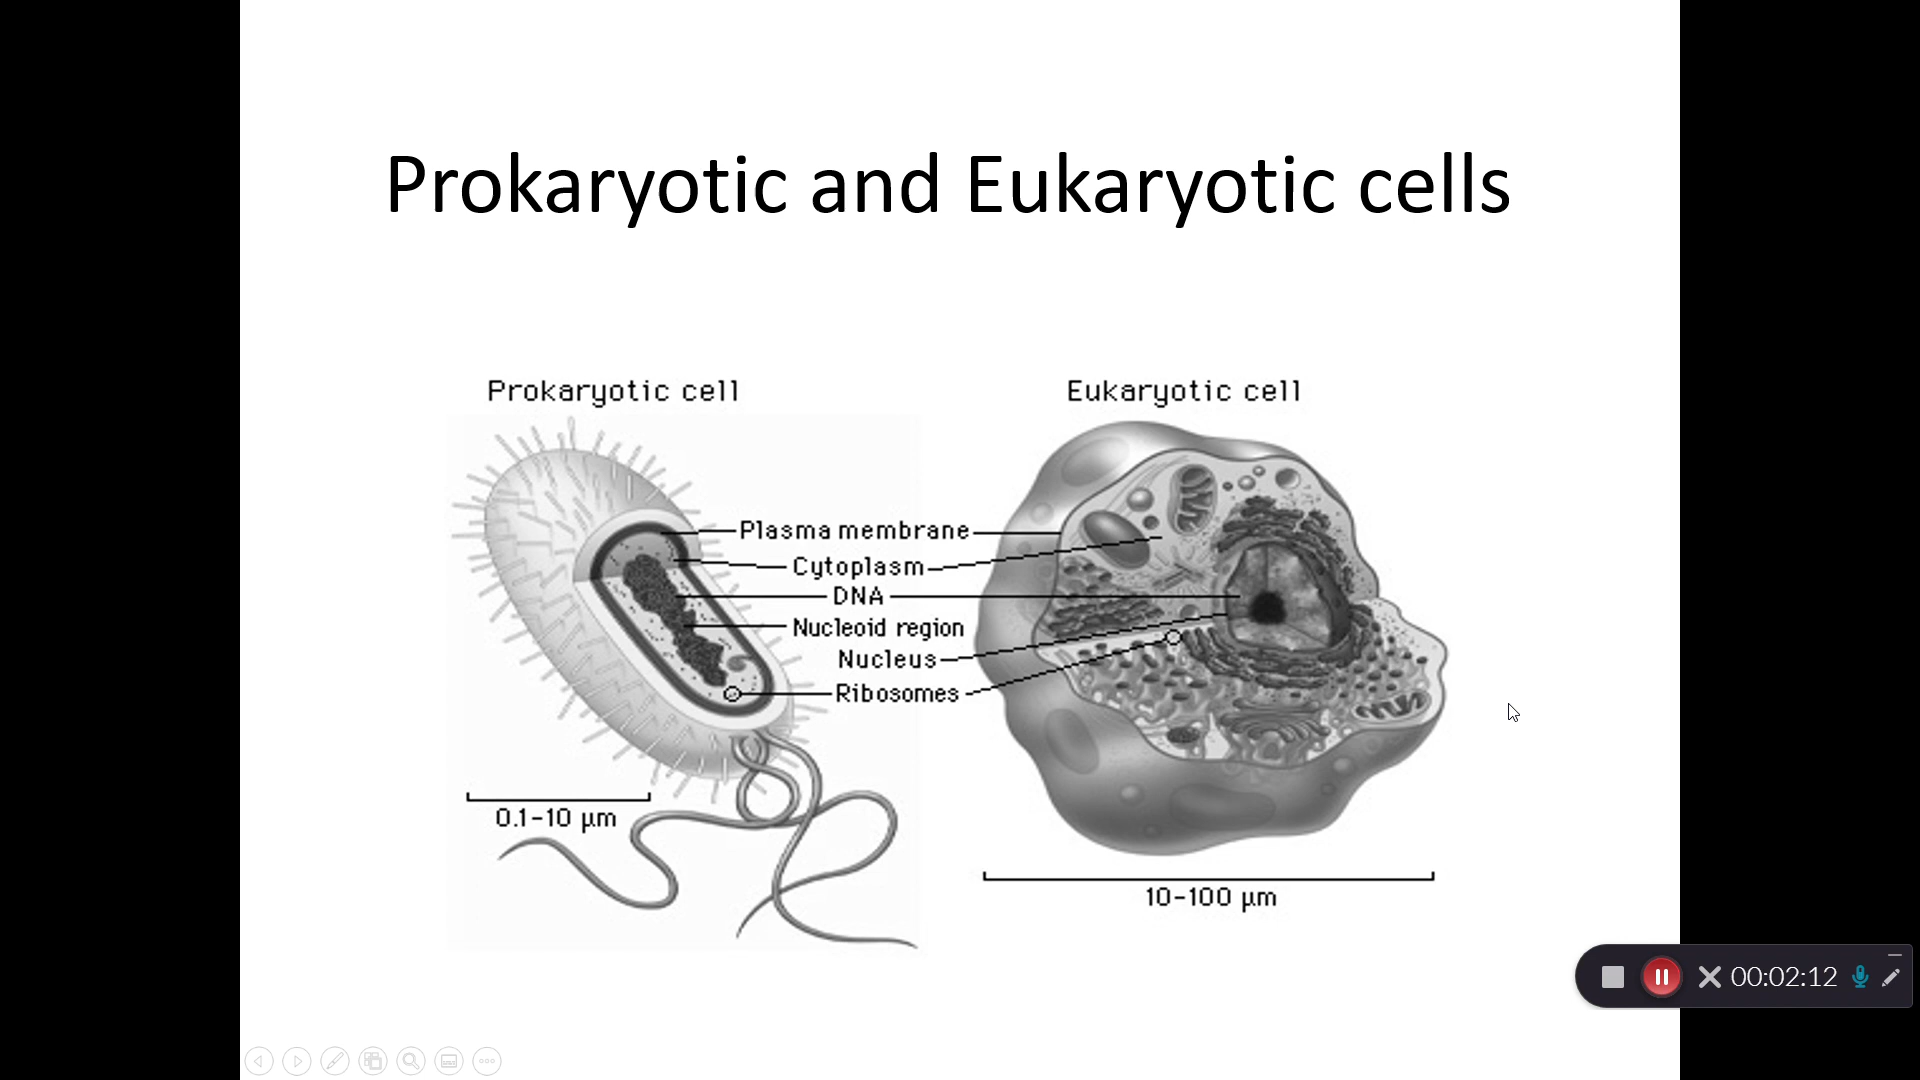 Prokaryotic and Eukaryotic cells
Prokaryotic cell
Eukaryotic cell
Plasma membrane
Cytoplasm
DNA
Nucleoid region
Nucleus
Ribosomes
0.1-10 µm
10-100 µm
00:02:12